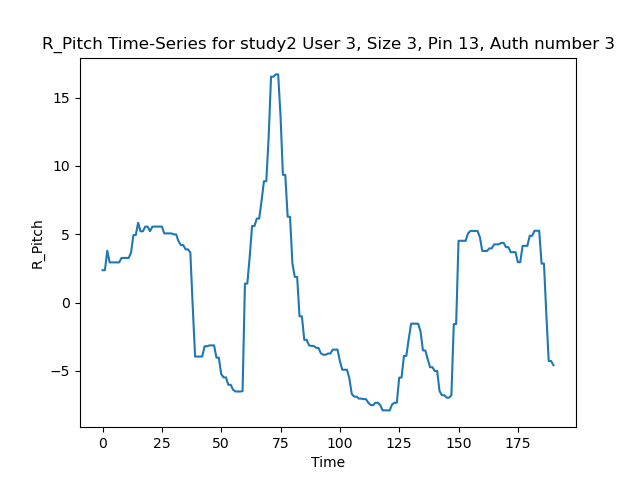 R_Pitch Time-Series for study2 User 3, Size 3, Pin 13, Auth number 3
R_Pitch
15
10
5
0
−5
0 25 50 75 100 125 150 175
Time